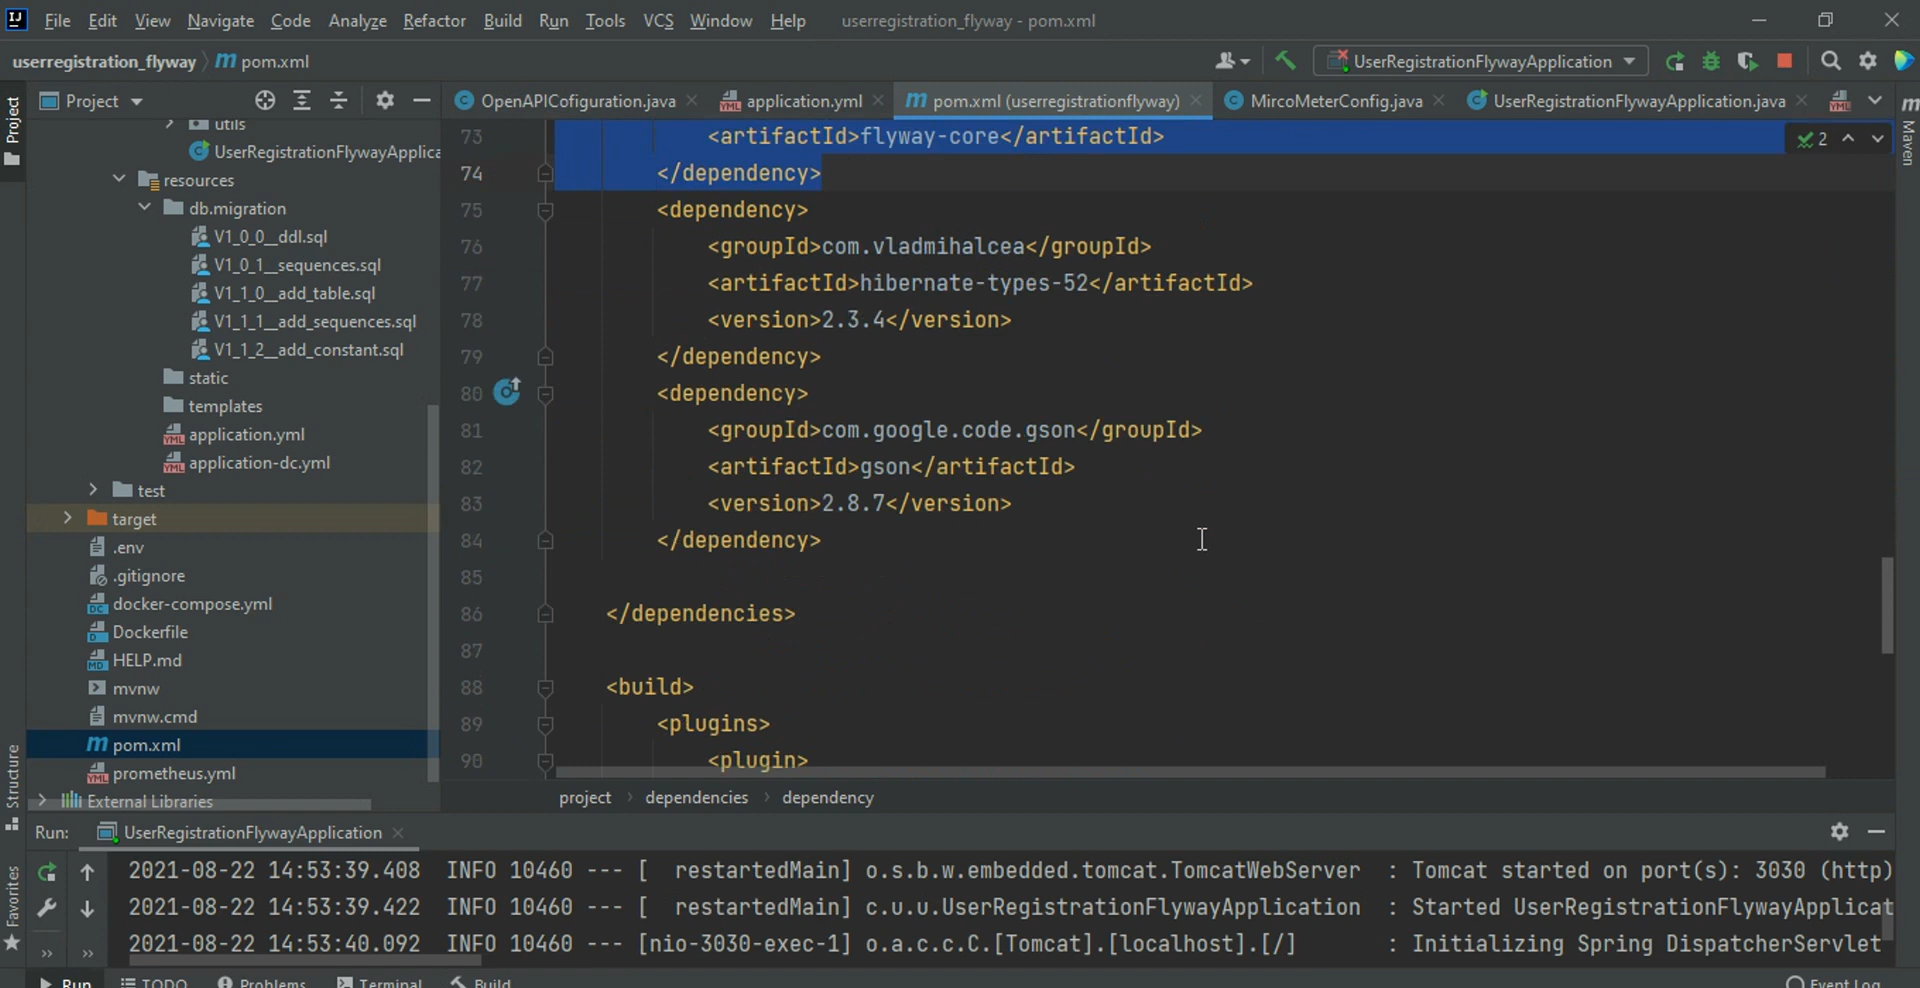 IJ File Edit View Navigate Code Analyze Refactor Build Run Tools VCS Window Help userregistration_flyway - pom.xml
userregistration_flyway m pom.xml UserRegistrationFlywayApplication
Project OpenAPICofiguration.java application.yml pom.xml (userregistrationflyway) MircoMeterConfig.java UserRegistrationFlywayApplication.java
Project
Maven
Structure
Favorites
utils
UserRegistrationFlywayApplica
resources
db.migration
V1_0_0__ddl.sql
V1_0_1__sequences.sql
V1_1_0__add_table.sql
V1_1_1__add_sequences.sql
V1_1_2__add_constant.sql
static
templates
application.yml
application-dc.yml
test
target
.env
.gitignore
docker-compose.yml
Dockerfile
HELP.md
mvnw
mvnw.cmd
pom.xml
prometheus.yml
External Libraries
73 <artifactId>flyway-core</artifactId> 2
74 </dependency>
75 <dependency>
76 <groupId>com.vladmihalcea</groupId>
77 <artifactId>hibernate-types-52</artifactId>
78 <version>2.3.4</version>
79 </dependency>
80 <dependency>
81 <groupId>com.google.code.gson</groupId>
82 <artifactId>gson</artifactId>
83 <version>2.8.7</version>
84 </dependency>
85
86 </dependencies>
87
88 <build>
89 <plugins>
90 <plugin>
project dependencies dependency
Run: UserRegistrationFlywayApplication
2021-08-22 14:53:39.408 INFO 10460 --- [ restartedMain] o.s.b.w.embedded.tomcat.TomcatWebServer : Tomcat started on port(s): 3030 (http)
2021-08-22 14:53:39.422 INFO 10460 --- [ restartedMain] c.u.u.UserRegistrationFlywayApplication : Started UserRegistrationFlywayApplicat
2021-08-22 14:53:40.092 INFO 10460 --- [nio-3030-exec-1] o.a.c.c.C.[Tomcat].[localhost].[/] : Initializing Spring DispatcherServlet
Run TODO Problems Terminal Build Event Log